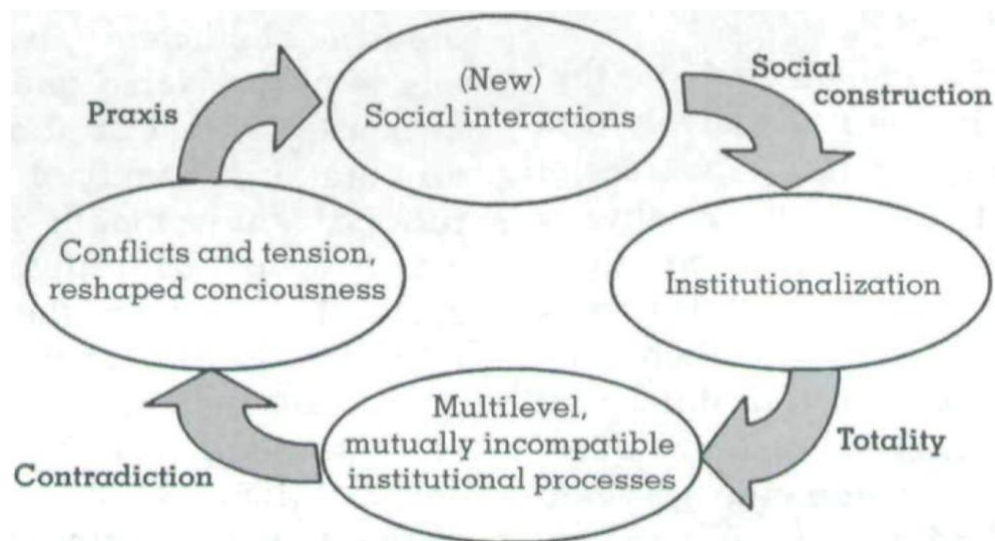 (New)
Social interactions
Social
construction
Institutionalization
Totality
Multilevel,
mutually incompatible
institutional processes
Contradiction
Conflicts and tension,
reshaped conciousness
Praxis